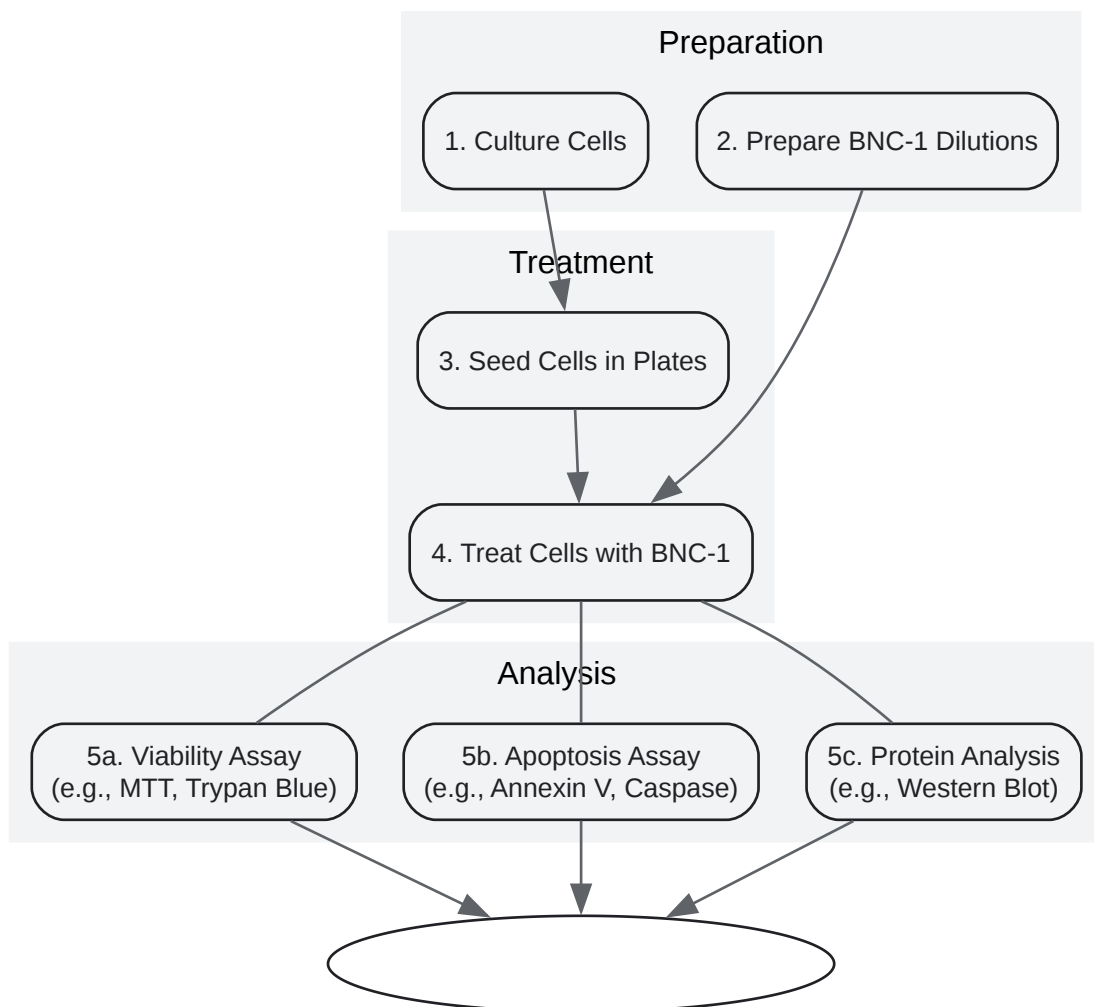 Preparation
1. Culture Cells
2. Prepare BNC-1 Dilutions
Treatment
3. Seed Cells in Plates
4. Treat Cells with BNC-1
Analysis
5a. Viability Assay
(e.g., MTT, Trypan Blue)
5b. Apoptosis Assay
(e.g., Annexin V, Caspase)
5c. Protein Analysis
(e.g., Western Blot)